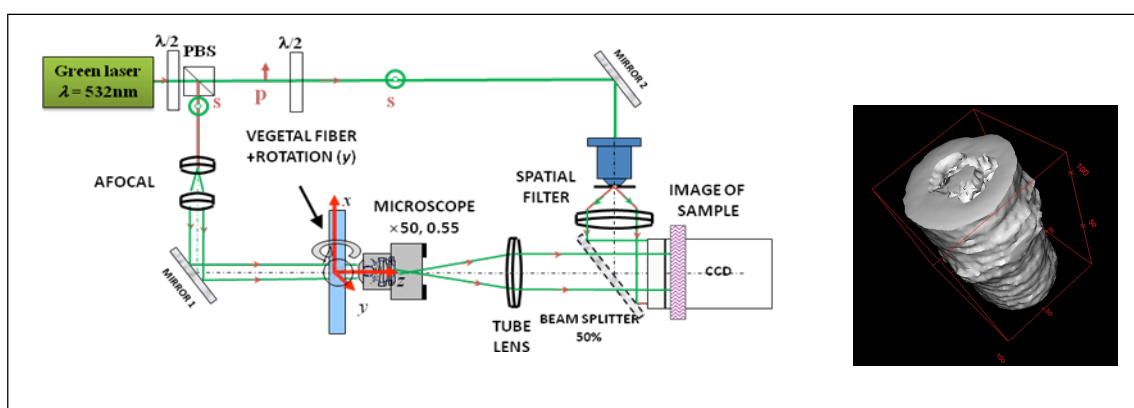 λ/2
PBS
λ/2
Green laser
λ = 532nm
s
p
s
MIRROR 2
VEGETAL FIBER
+ROTATION (y)
AFOCAL
SPATIAL
FILTER
IMAGE OF
SAMPLE
x
MICROSCOPE
×50, 0.55
z
CCD
y
MIRROR 1
TUBE
LENS
BEAM SPLITTER
50%
100
50
100